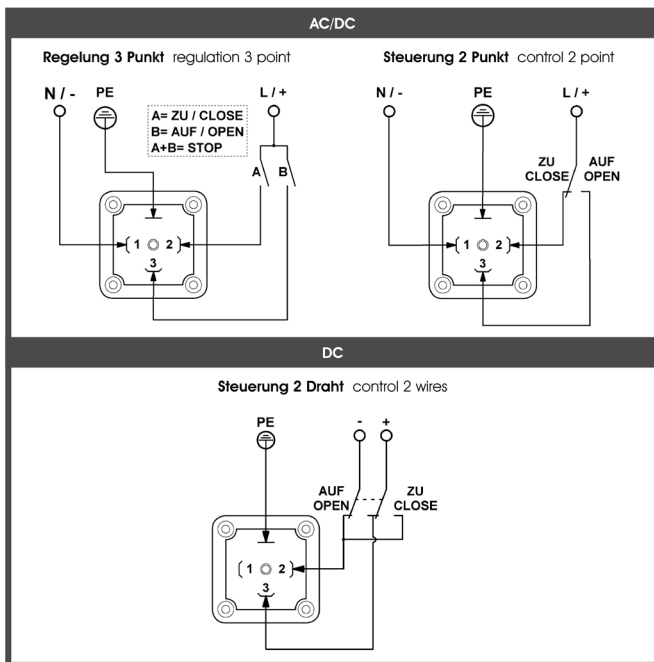 AC/DC
Regelung 3 Punkt regulation 3 point
N / - PE L / +
A= ZU / CLOSE
B= AUF / OPEN
A+B= STOP
A B
1 2
3
Steuerung 2 Punkt control 2 point
N / - PE L / +
ZU AUF
CLOSE OPEN
1 2
3
DC
Steuerung 2 Draht control 2 wires
PE - +
AUF ZU
OPEN CLOSE
1 2
3